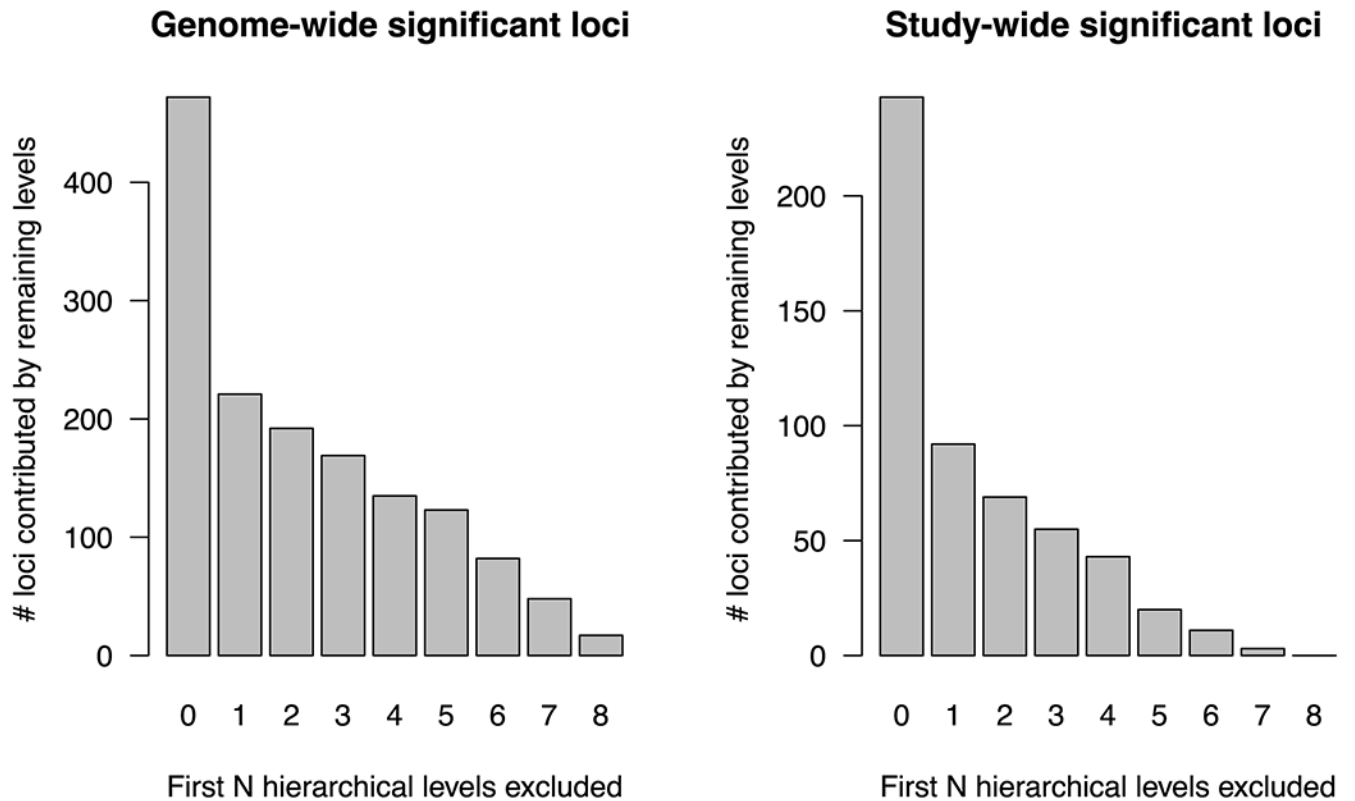 Genome-wide significant loci
# loci contributed by remaining levels
400
300
200
100
0
0 1 2 3 4 5 6 7 8
First N hierarchical levels excluded
Study-wide significant loci
# loci contributed by remaining levels
200
150
100
50
0
0 1 2 3 4 5 6 7 8
First N hierarchical levels excluded